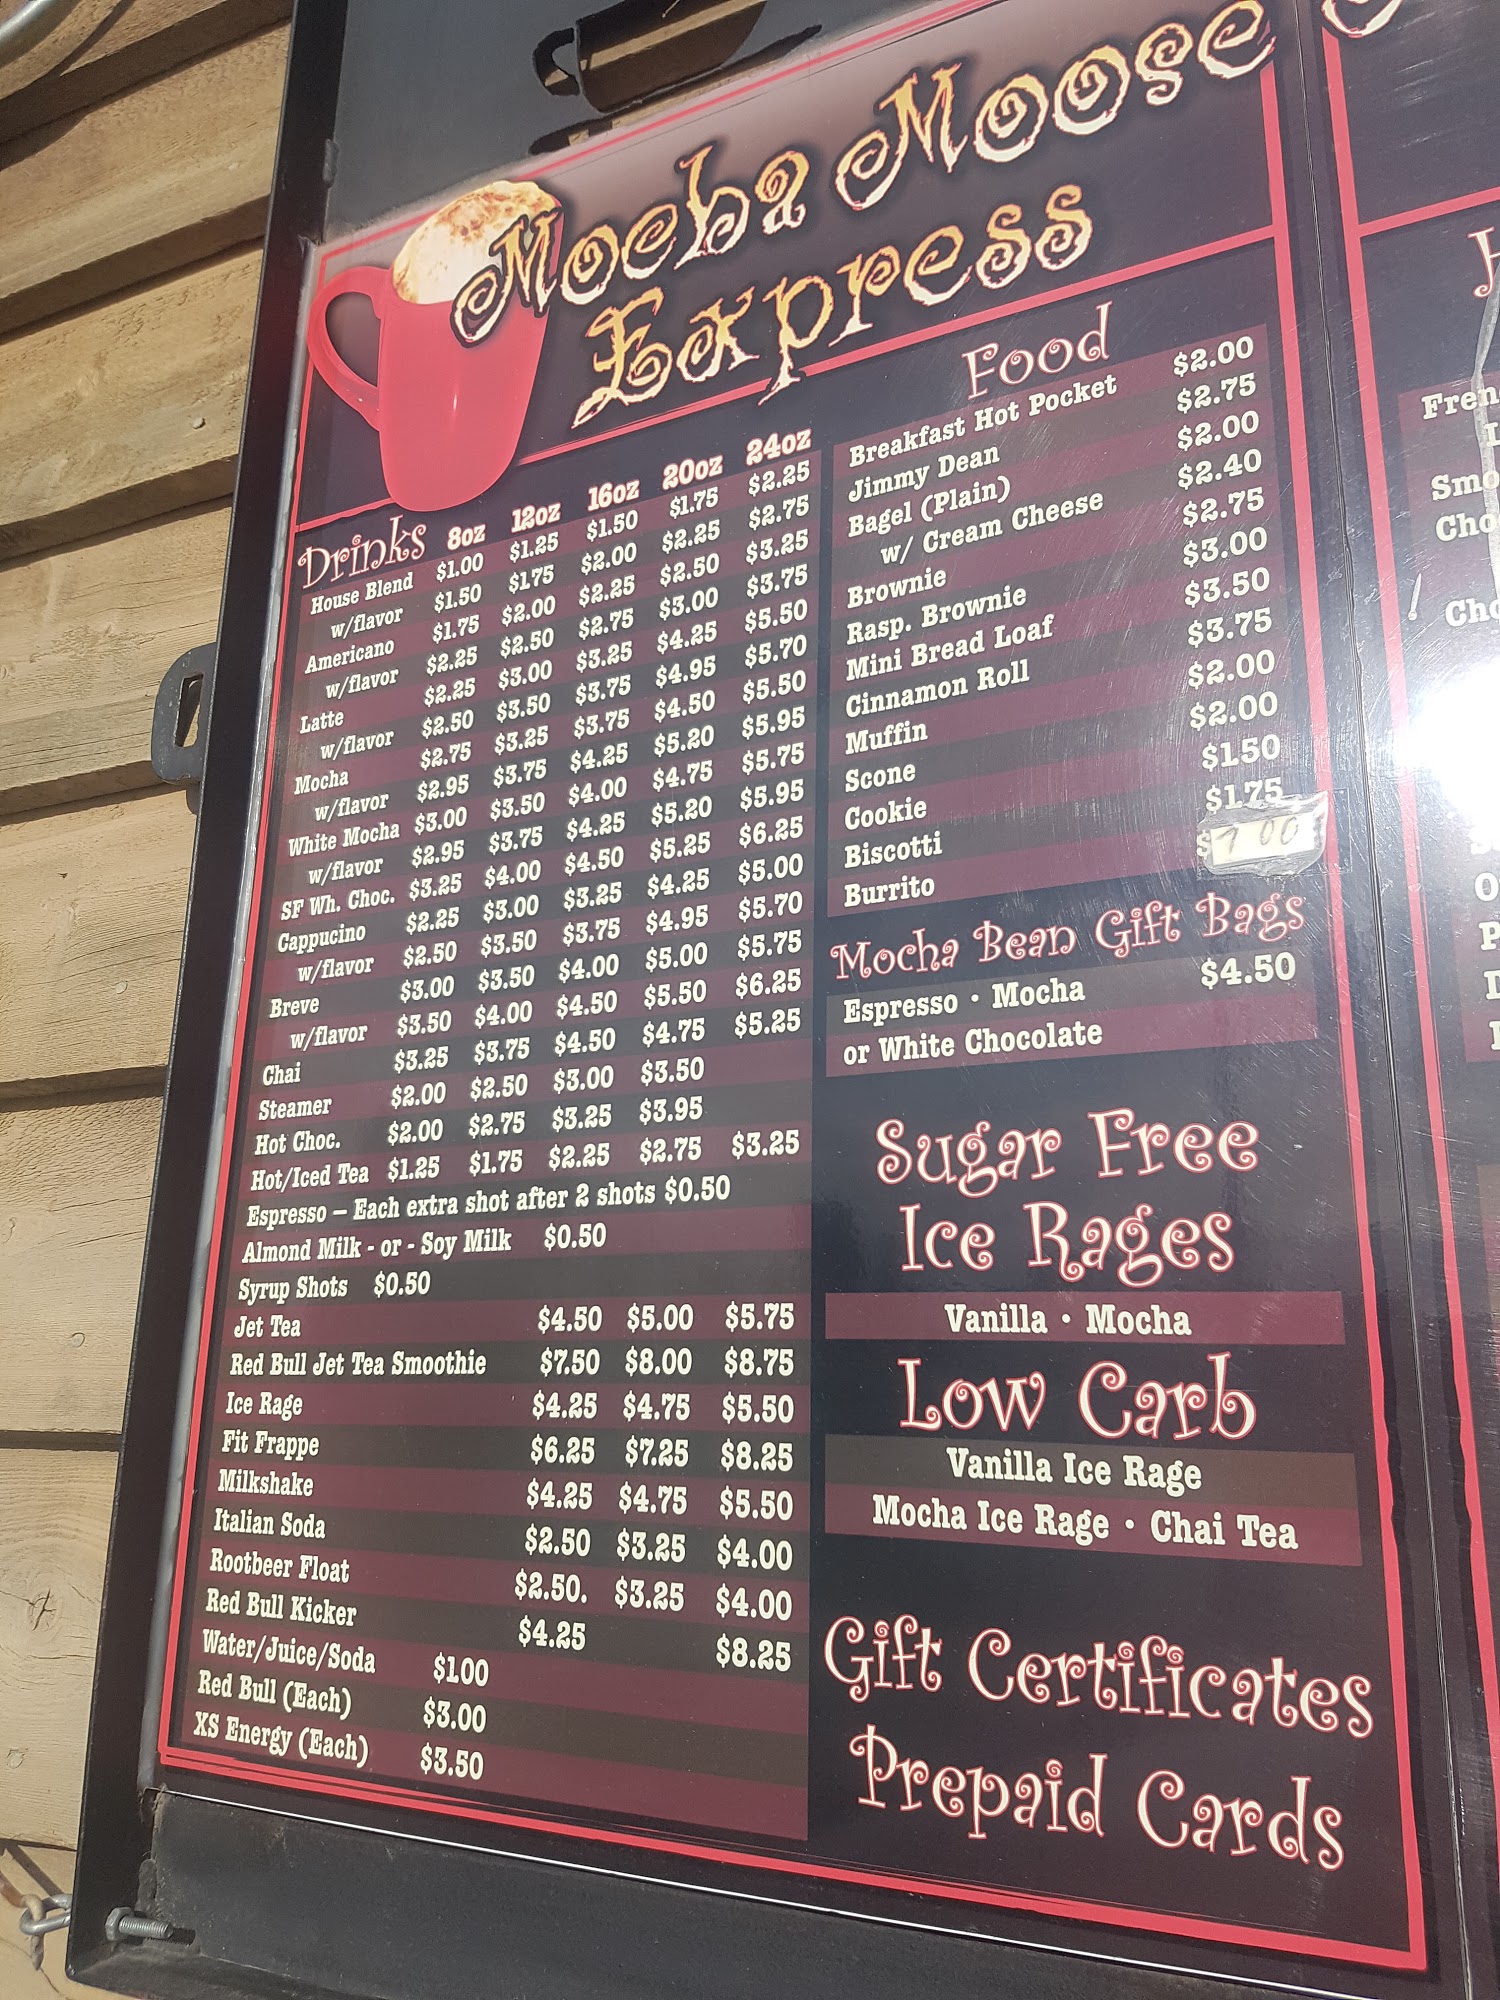 Mocha Moose
Express
Drinks 8oz 12oz 16oz 20oz 24oz
House Blend $1.00 $1.25 $1.50 $1.75 $2.25
w/flavor $1.50 $1.75 $2.00 $2.25 $2.75
Americano $1.75 $2.00 $2.25 $2.50 $3.25
w/flavor $2.25 $2.50 $2.75 $3.00 $3.75
Latte $2.25 $3.00 $3.25 $4.25 $5.50
w/flavor $2.50 $3.50 $3.75 $4.95 $5.70
Mocha $2.75 $3.25 $3.75 $4.50 $5.50
w/flavor $2.95 $3.75 $4.25 $5.20 $5.95
White Mocha $3.00 $3.50 $4.00 $4.75 $5.75
w/flavor $2.95 $3.75 $4.25 $5.20 $5.95
SF Wh. Choc. $3.25 $4.00 $4.50 $5.25 $6.25
Cappucino $2.25 $3.00 $3.25 $4.25 $5.00
w/flavor $2.50 $3.50 $3.75 $4.95 $5.70
Breve $3.00 $3.50 $4.00 $5.00 $5.75
w/flavor $3.50 $4.00 $4.50 $5.50 $6.25
Chai $3.25 $3.75 $4.50 $4.75 $5.25
Steamer $2.00 $2.50 $3.00 $3.50
Hot Choc. $2.00 $2.75 $3.25 $3.95
Hot/Iced Tea $1.25 $1.75 $2.25 $2.75 $3.25
Espresso – Each extra shot after 2 shots $0.50
Almond Milk - or - Soy Milk $0.50
Syrup Shots $0.50
Jet Tea $4.50 $5.00 $5.75
Red Bull Jet Tea Smoothie $7.50 $8.00 $8.75
Ice Rage $4.25 $4.75 $5.50
Fit Frappe $6.25 $7.25 $8.25
Milkshake $4.25 $4.75 $5.50
Italian Soda $2.50 $3.25 $4.00
Rootbeer Float $2.50. $3.25 $4.00
Red Bull Kicker $4.25 $8.25
Water/Juice/Soda $1.00
Red Bull (Each) $3.00
XS Energy (Each) $3.50
Food
Breakfast Hot Pocket $2.00
Jimmy Dean $2.75
Bagel (Plain) $2.00
w/ Cream Cheese $2.40
Brownie $2.75
Rasp. Brownie $3.00
Mini Bread Loaf $3.50
Cinnamon Roll $3.75
Muffin $2.00
Scone $2.00
Cookie $1.50
Biscotti $1.75
Burrito $
Mocha Bean Gift Bags
Espresso • Mocha $4.50
or White Chocolate
Sugar Free
Ice Rages
Vanilla • Mocha
Low Carb
Vanilla Ice Rage
Mocha Ice Rage • Chai Tea
Gift Certificates
Prepaid Cards